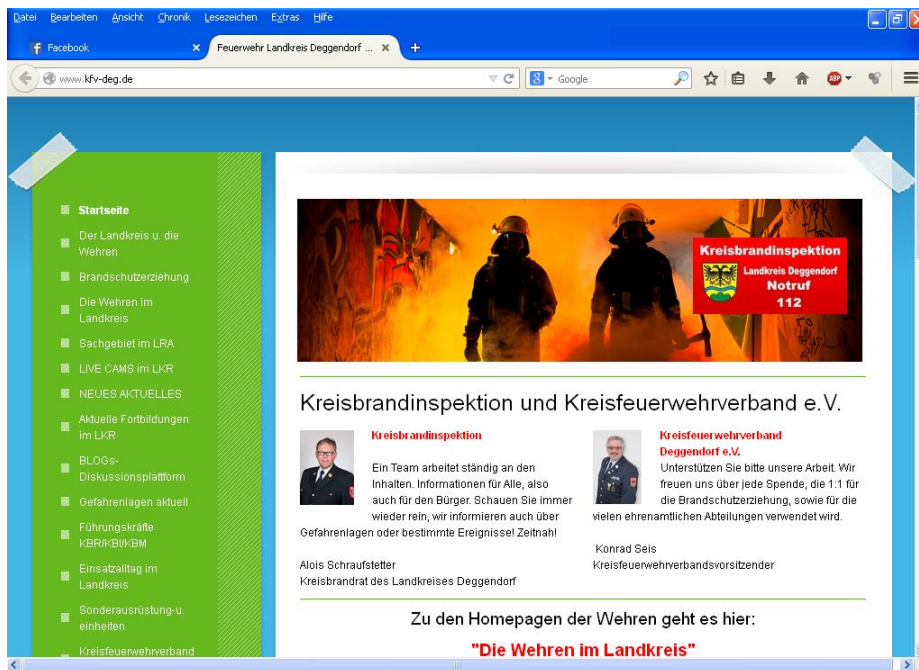 Datei Bearbeiten Ansicht Chronik Lesezeichen Extras Hilfe
Facebook
Feuerwehr Landkreis Deggendorf ...
www.kfv-deg.de
Google
ABP
Startseite
Der Landkreis u. die
Wehren
Brandschutzerziehung
Die Wehren im
Landkreis
Sachgebiet im LRA
LIVE CAMS im LKR
NEUES AKTUELLES
Aktuelle Fortbildungen
im LKR
BLOGs-
Diskussionsplattform
Gefahrenlagen aktuell
Führungskräfte
KBR/KBI/KBM
Einsatzalltag im
Landkreis
Sonderausrüstung-u.
einheiten
Kreisfeuerwehrverband
Kreisbrandinspektion
Landkreis Deggendorf
Notruf
112
Kreisbrandinspektion und Kreisfeuerwehrverband e.V.
Kreisbrandinspektion
Ein Team arbeitet ständig an den
Inhalten. Informationen für Alle, also
auch für den Bürger. Schauen Sie immer
wieder rein, wir informieren auch über
Gefahrenlagen oder bestimmte Ereignisse! Zeitnah!
Alois Schraufstetter
Kreisbrandrat des Landkreises Deggendorf
Kreisfeuerwehrverband
Deggendorf e.V.
Unterstützen Sie bitte unsere Arbeit. Wir
freuen uns über jede Spende, die 1:1 für
die Brandschutzerziehung, sowie für die
vielen ehrenamtlichen Abteilungen verwendet wird.
Konrad Seis
Kreisfeuerwehrverbandsvorsitzender
Zu den Homepagen der Wehren geht es hier:
"Die Wehren im Landkreis"